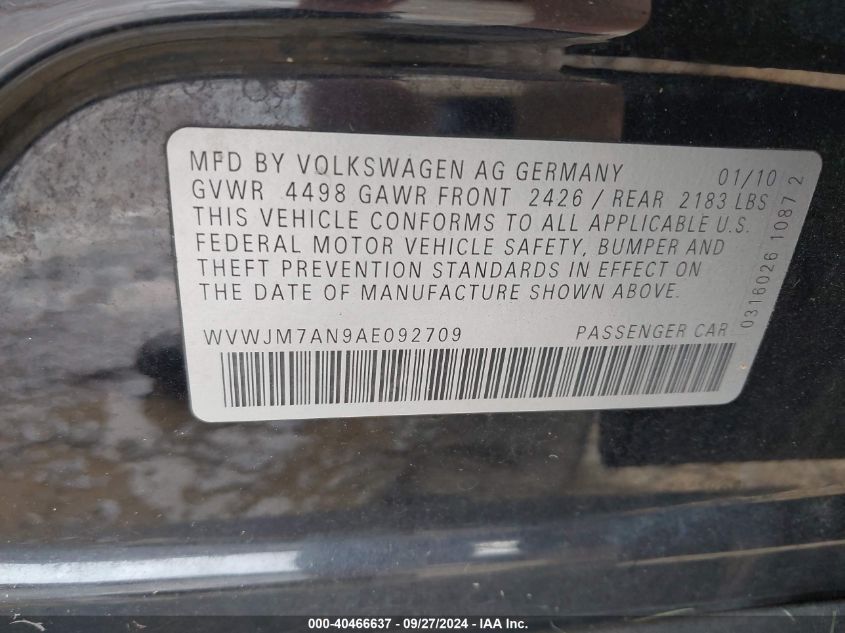 MFD BY VOLKSWAGEN AG GERMANY 01/10
GVWR 4498 GAWR FRONT 2426 / REAR 2183 LBS
THIS VEHICLE CONFORMS TO ALL APPLICABLE U.S.
FEDERAL MOTOR VEHICLE SAFETY, BUMPER AND
THEFT PREVENTION STANDARDS IN EFFECT ON
THE DATE OF MANUFACTURE SHOWN ABOVE.
WVWJM7AN9AE092709 PASSENGER CAR
0316026 1087 2
000-40466637 - 09/27/2024 - IAA Inc.